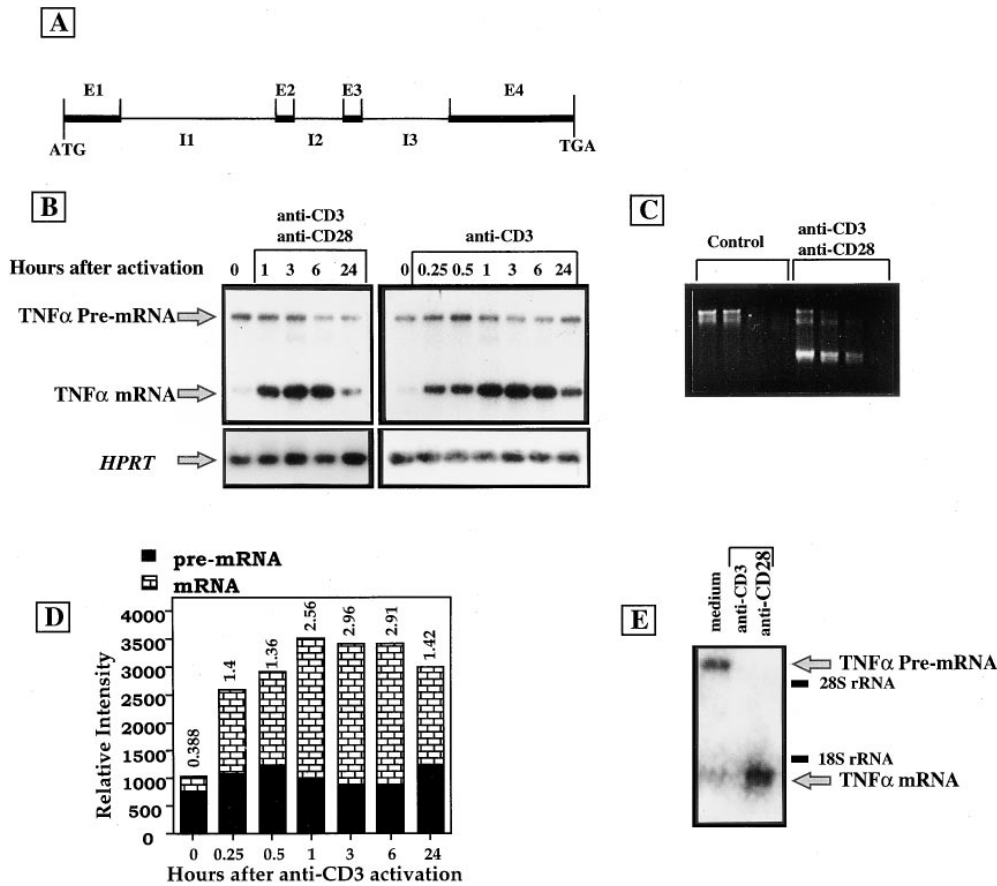 A
E1 E2 E3 E4
I1 I2 I3
ATG TGA
B
anti-CD3
anti-CD28
anti-CD3
Hours after activation 0 1 3 6 24 0 0.25 0.5 1 3 6 24
TNFα Pre-mRNA
TNFα mRNA
HPRT
C
Control
anti-CD3
anti-CD28
D
pre-mRNA
mRNA
Relative Intensity
4000
3500
3000
2500
2000
1500
1000
500
0
0.388 1.4 1.36 2.56 2.96 2.91 1.42
0 0.25 0.5 1 3 6 24
Hours after anti-CD3 activation
E
medium
anti-CD3
anti-CD28
TNFα Pre-mRNA
28S rRNA
18S rRNA
TNFα mRNA